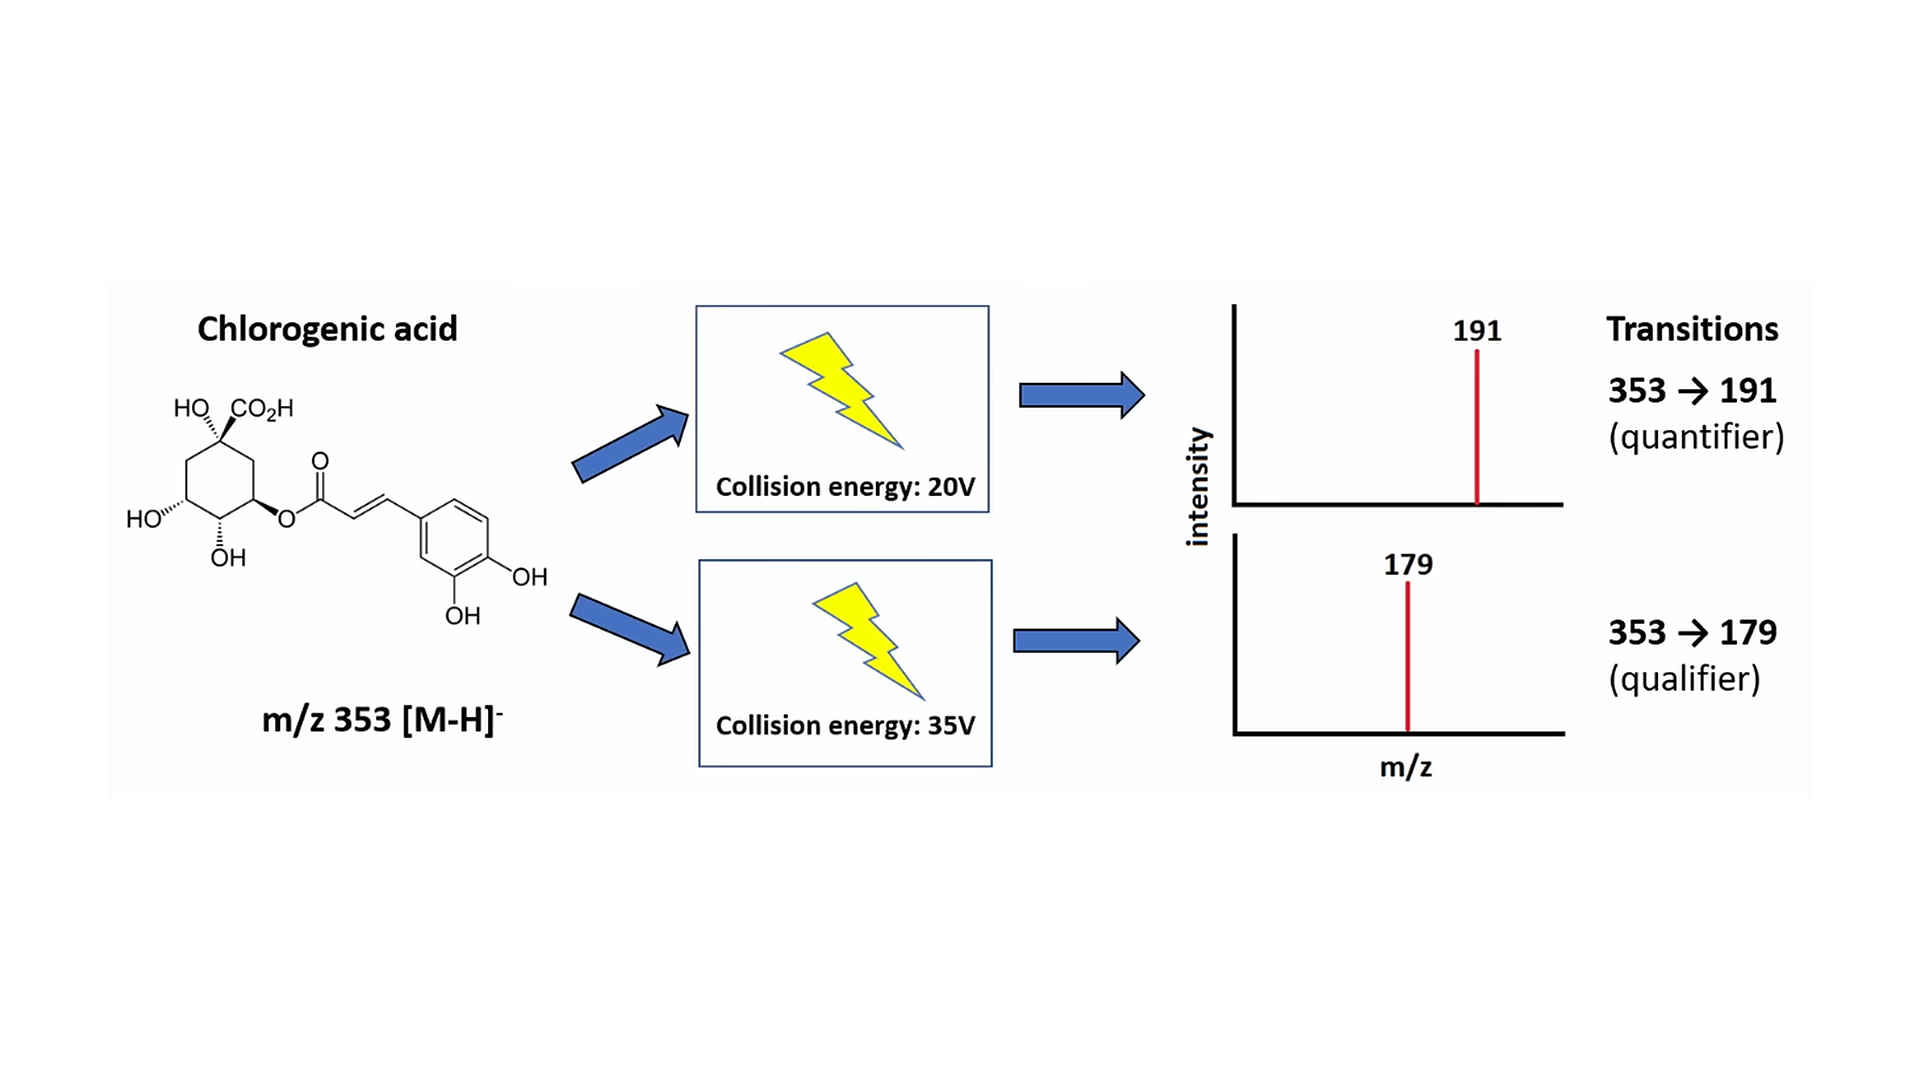 Chlorogenic acid
HO
CO₂H
O
HO
O
OH
OH
OH
m/z 353 [M-H]⁻
Collision energy: 20V
Collision energy: 35V
intensity
191
179
m/z
Transitions
353 → 191
(quantifier)
353 → 179
(qualifier)